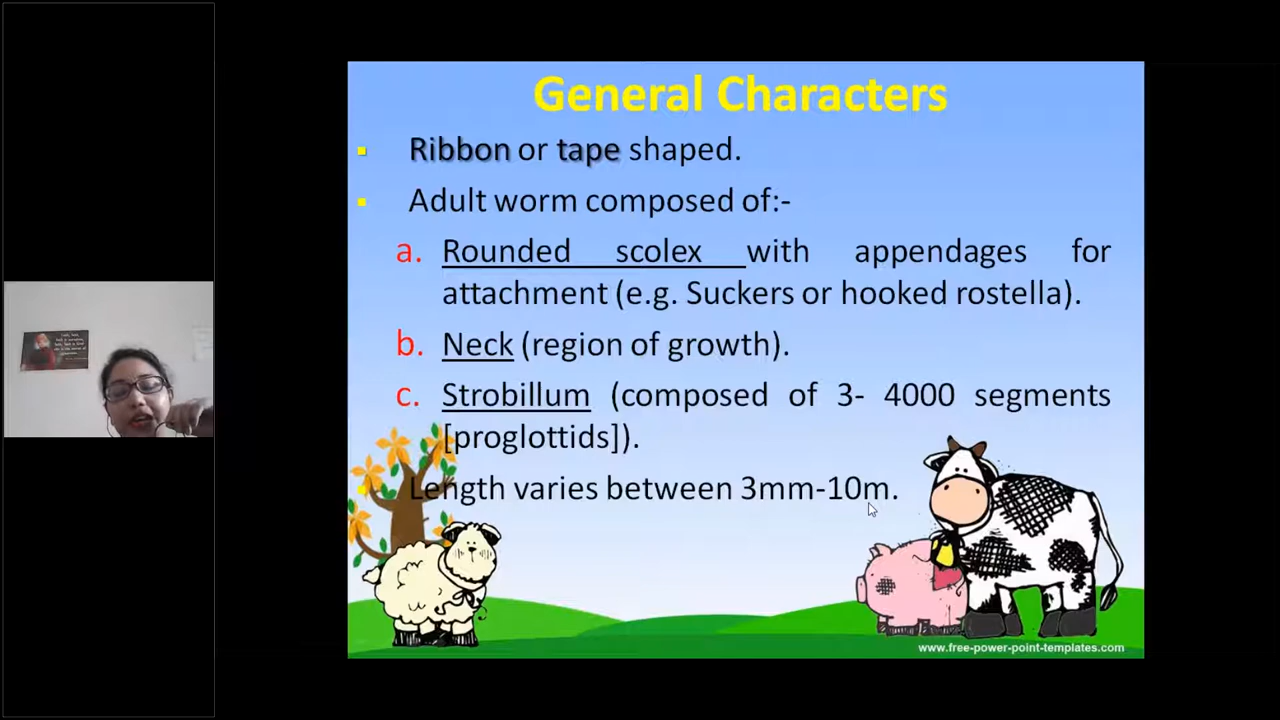 General Characters
Ribbon or tape shaped.
Adult worm composed of:-
a. Rounded scolex with appendages for
attachment (e.g. Suckers or hooked rostella).
b. Neck (region of growth).
c. Strobillum (composed of 3- 4000 segments
[proglottids]).
Length varies between 3mm-10m.
www.free-power-point-templates.com